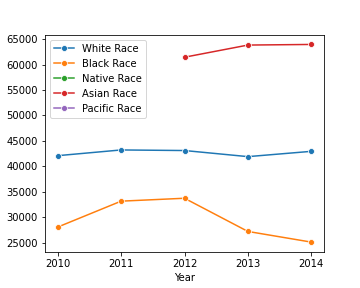 65000
60000
55000
50000
45000
40000
35000
30000
25000
White Race
Black Race
Native Race
Asian Race
Pacific Race
2010 2011 2012 2013 2014
Year